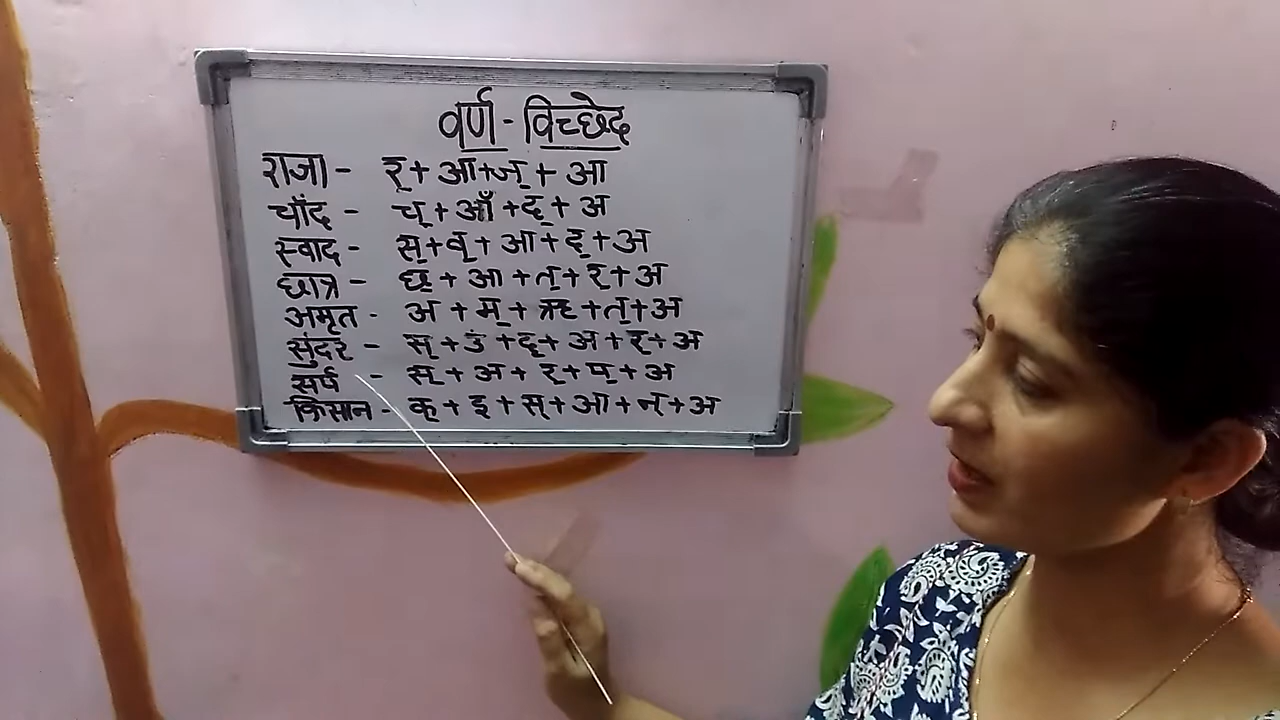 वर्ण - विच्छेद
राजा - र् + आ + ज् + आ
चाँद - च् + आँ + द् + अ
स्वाद - स् + व् + आ + द् + अ
छात्र - छ् + आ + त् + र् + अ
अमृत - अ + म् + ऋ + त् + अ
सुंदर - स् + उं + द् + अ + र् + अ
सर्प - स् + अ + र् + प् + अ
किसान - क् + इ + स् + आ + न् + अ